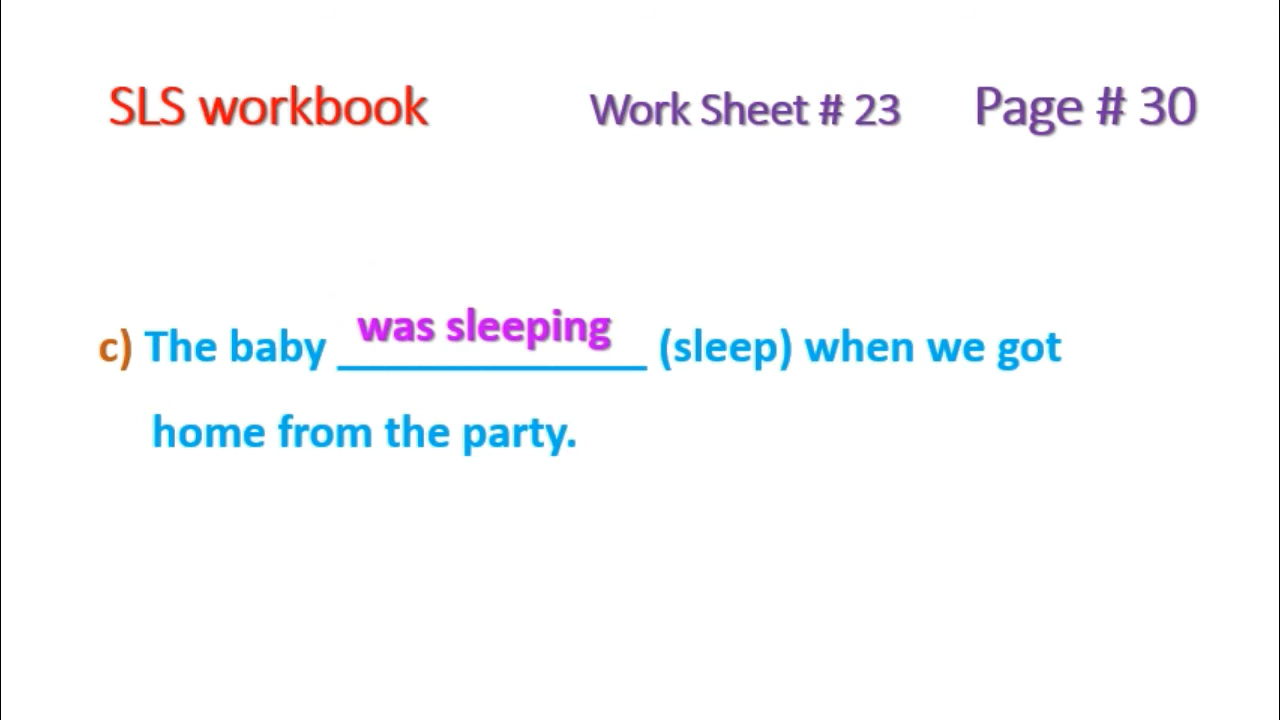 SLS workbook Work Sheet # 23 Page # 30
c) The baby was sleeping (sleep) when we got
home from the party.